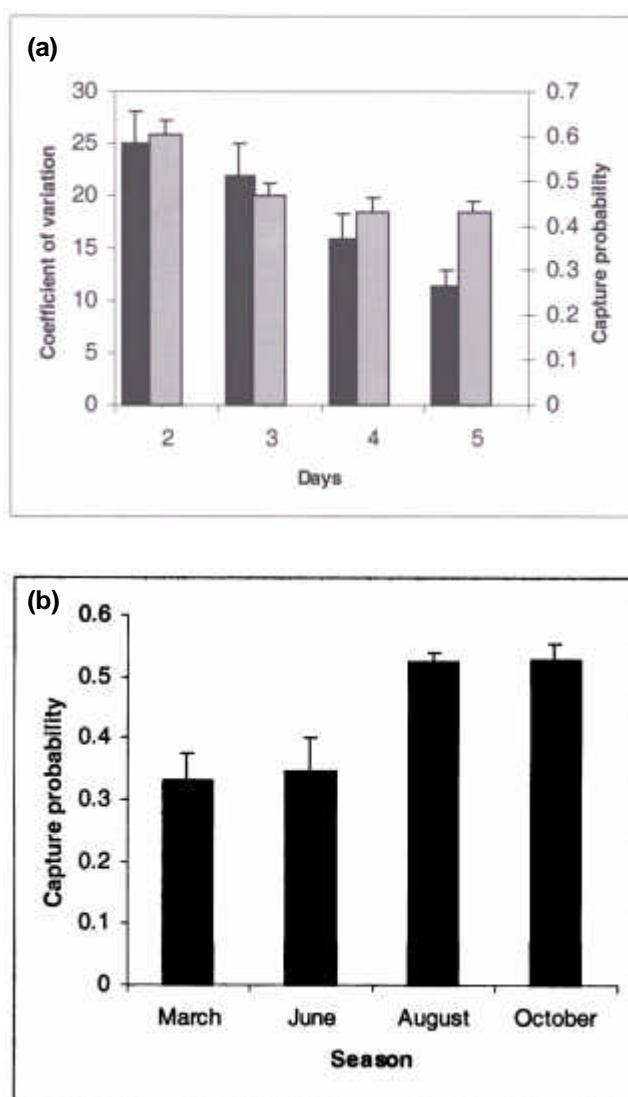 (a)
30
25
20
15
10
5
0
Coefficient of variation
0.7
0.6
0.5
0.4
0.3
0.2
0.1
0
Capture probability
2 3 4 5
Days
(b)
0.6
0.5
0.4
0.3
0.2
0.1
0
Capture probability
March June August October
Season